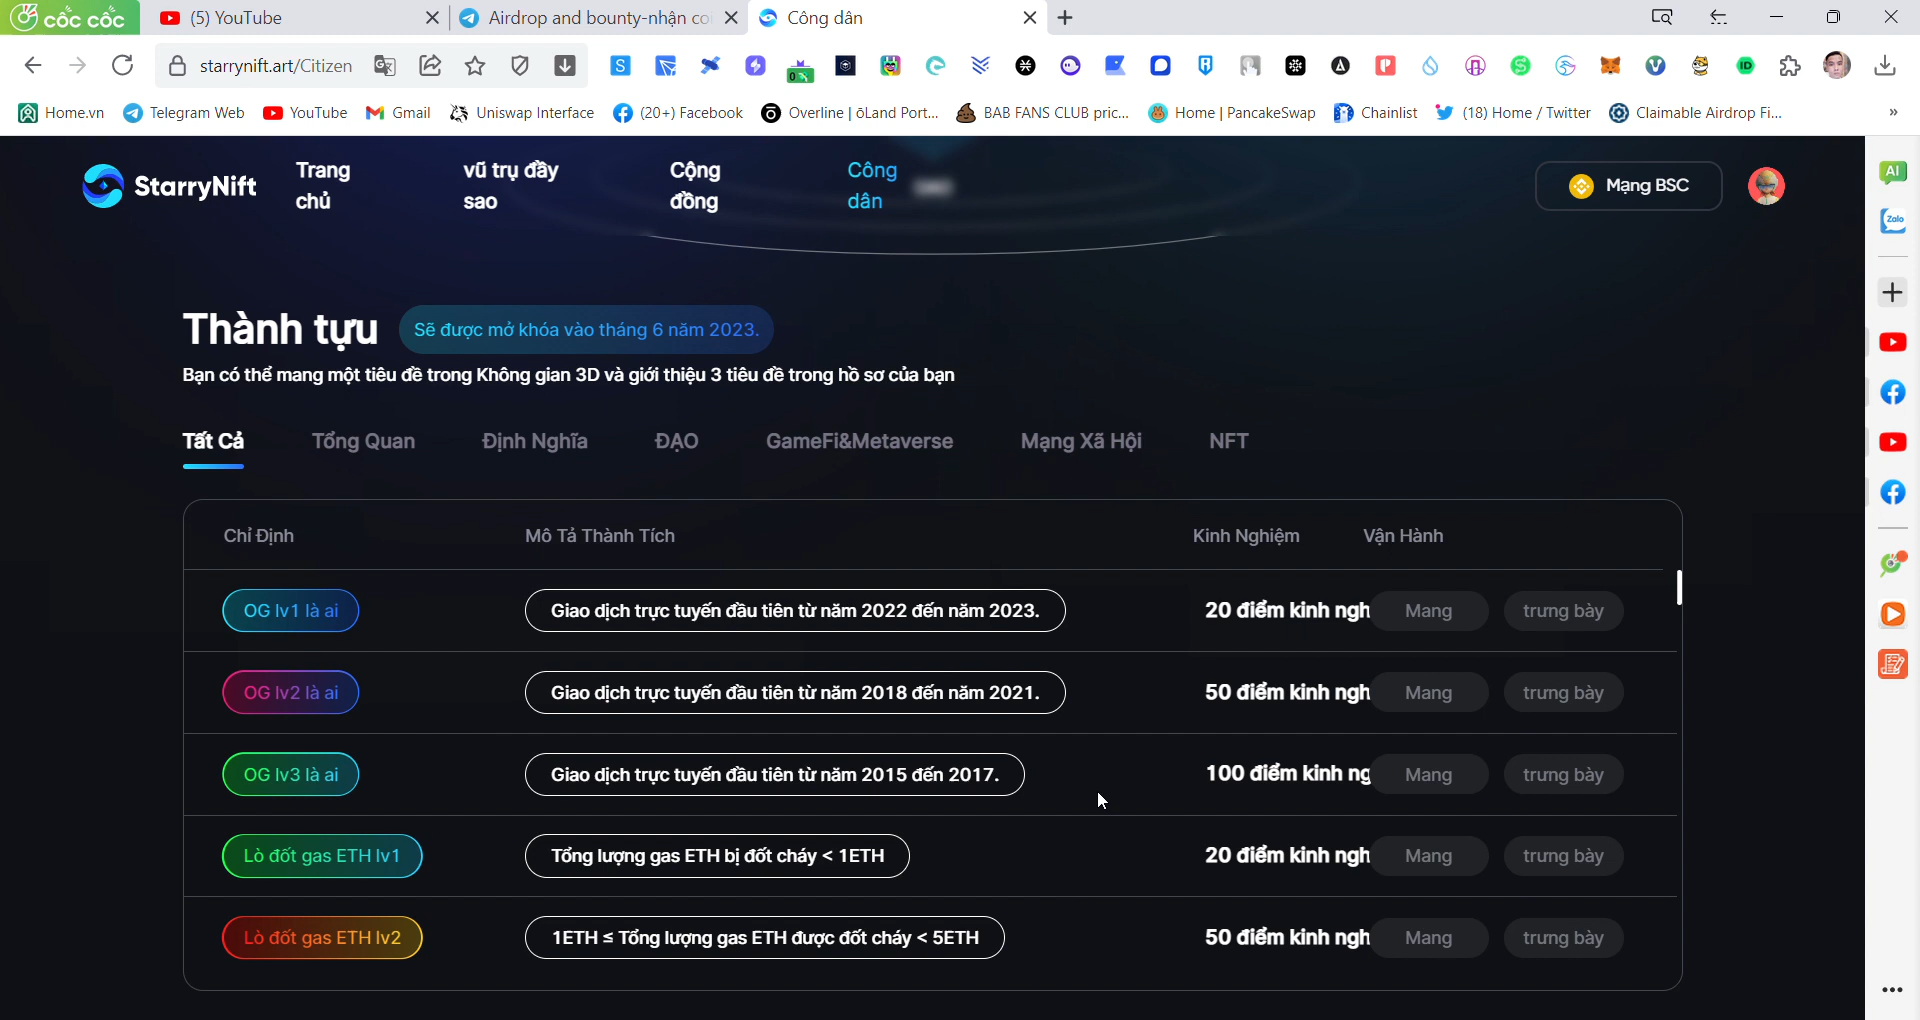 cốc cốc
(5) YouTube
Airdrop and bounty-nhận
Công dân
starrynift.art/Citizen
Home.vn
Telegram Web
YouTube
Gmail
Uniswap Interface
(20+) Facebook
Overline | ōLand Port...
BAB FANS CLUB pric...
Home | PancakeSwap
Chainlist
(18) Home / Twitter
Claimable Airdrop Fi...
»
AI
Zalo
StarryNift
Trang chủ
vũ trụ đầy sao
Cộng đồng
Công dân
Mạng BSC
Thành tựu
Sẽ được mở khóa vào tháng 6 năm 2023.
Bạn có thể mang một tiêu đề trong Không gian 3D và giới thiệu 3 tiêu đề trong hồ sơ của bạn
Tất Cả
Tổng Quan
Định Nghĩa
ĐẠO
GameFi&Metaverse
Mạng Xã Hội
NFT
Chỉ Định
Mô Tả Thành Tích
Kinh Nghiệm
Vận Hành
OG lv1 là ai
Giao dịch trực tuyến đầu tiên từ năm 2022 đến năm 2023.
20 điểm kinh ngh
Mang
trưng bày
OG lv2 là ai
Giao dịch trực tuyến đầu tiên từ năm 2018 đến năm 2021.
50 điểm kinh ngh
Mang
trưng bày
OG lv3 là ai
Giao dịch trực tuyến đầu tiên từ năm 2015 đến 2017.
100 điểm kinh ng
Mang
trưng bày
Lò đốt gas ETH lv1
Tổng lượng gas ETH bị đốt cháy < 1ETH
20 điểm kinh ngh
Mang
trưng bày
Lò đốt gas ETH lv2
1ETH ≤ Tổng lượng gas ETH được đốt cháy < 5ETH
50 điểm kinh ngh
Mang
trưng bày